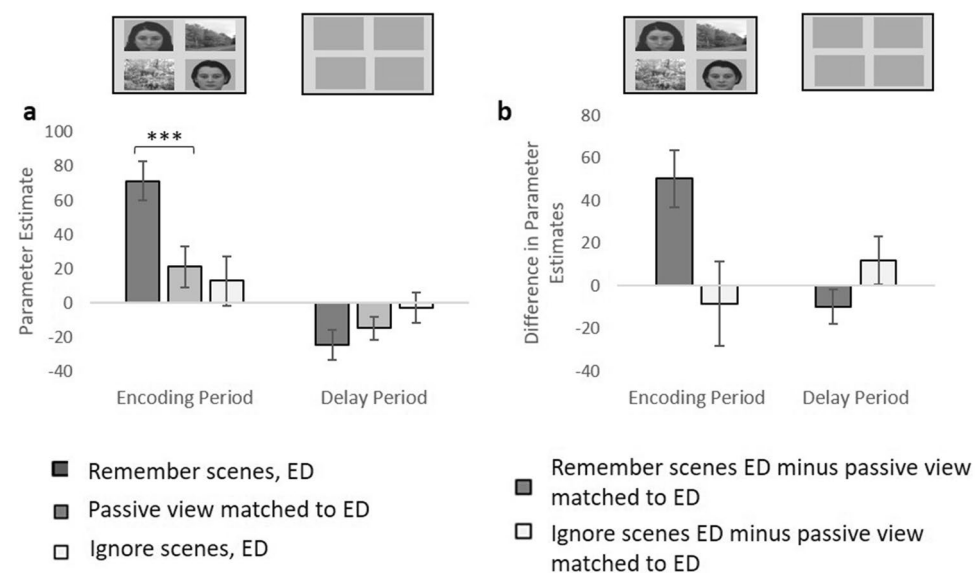 a
b
***
Parameter Estimate
100
80
60
40
20
0
-20
-40
Encoding Period
Delay Period
Difference in Parameter
Estimates
80
60
40
20
0
-20
-40
Encoding Period
Delay Period
Remember scenes, ED
Passive view matched to ED
Ignore scenes, ED
Remember scenes ED minus passive view
matched to ED
Ignore scenes ED minus passive view
matched to ED